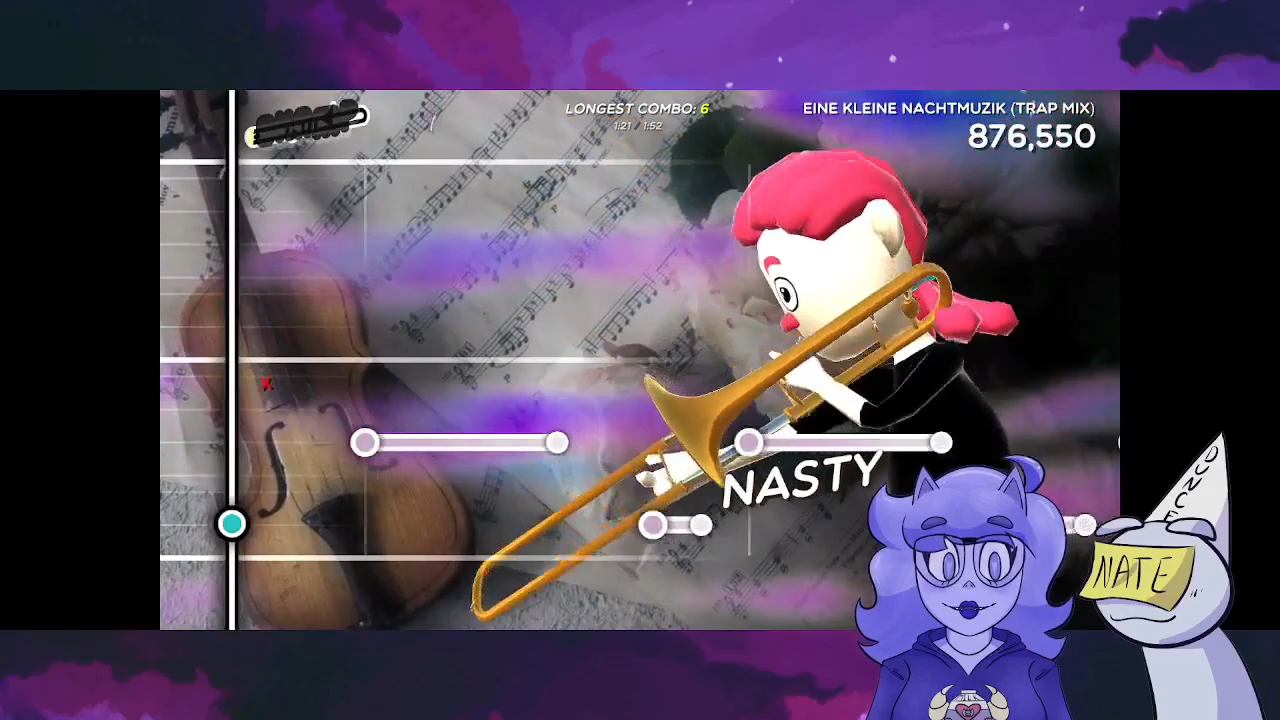 LONGEST COMBO: 6
1:21 / 1:52
EINE KLEINE NACHTMUZIK (TRAP MIX)
876,550
X
NASTY
DUNCE
NATE